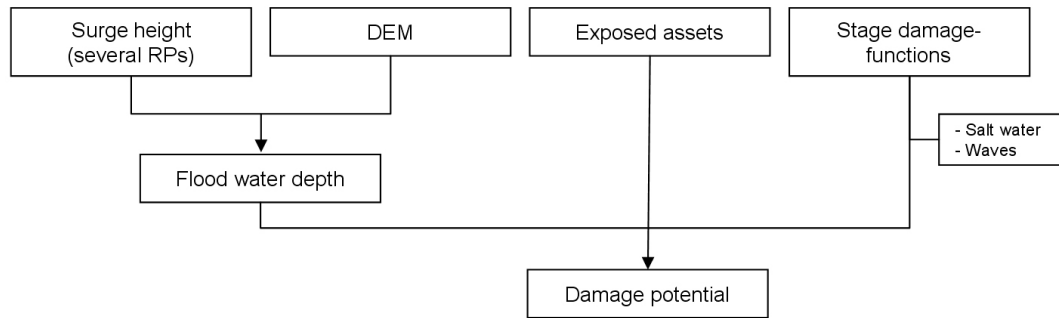 Surge height
(several RPs)
DEM
Exposed assets
Stage damage-
functions
- Salt water
- Waves
Flood water depth
Damage potential